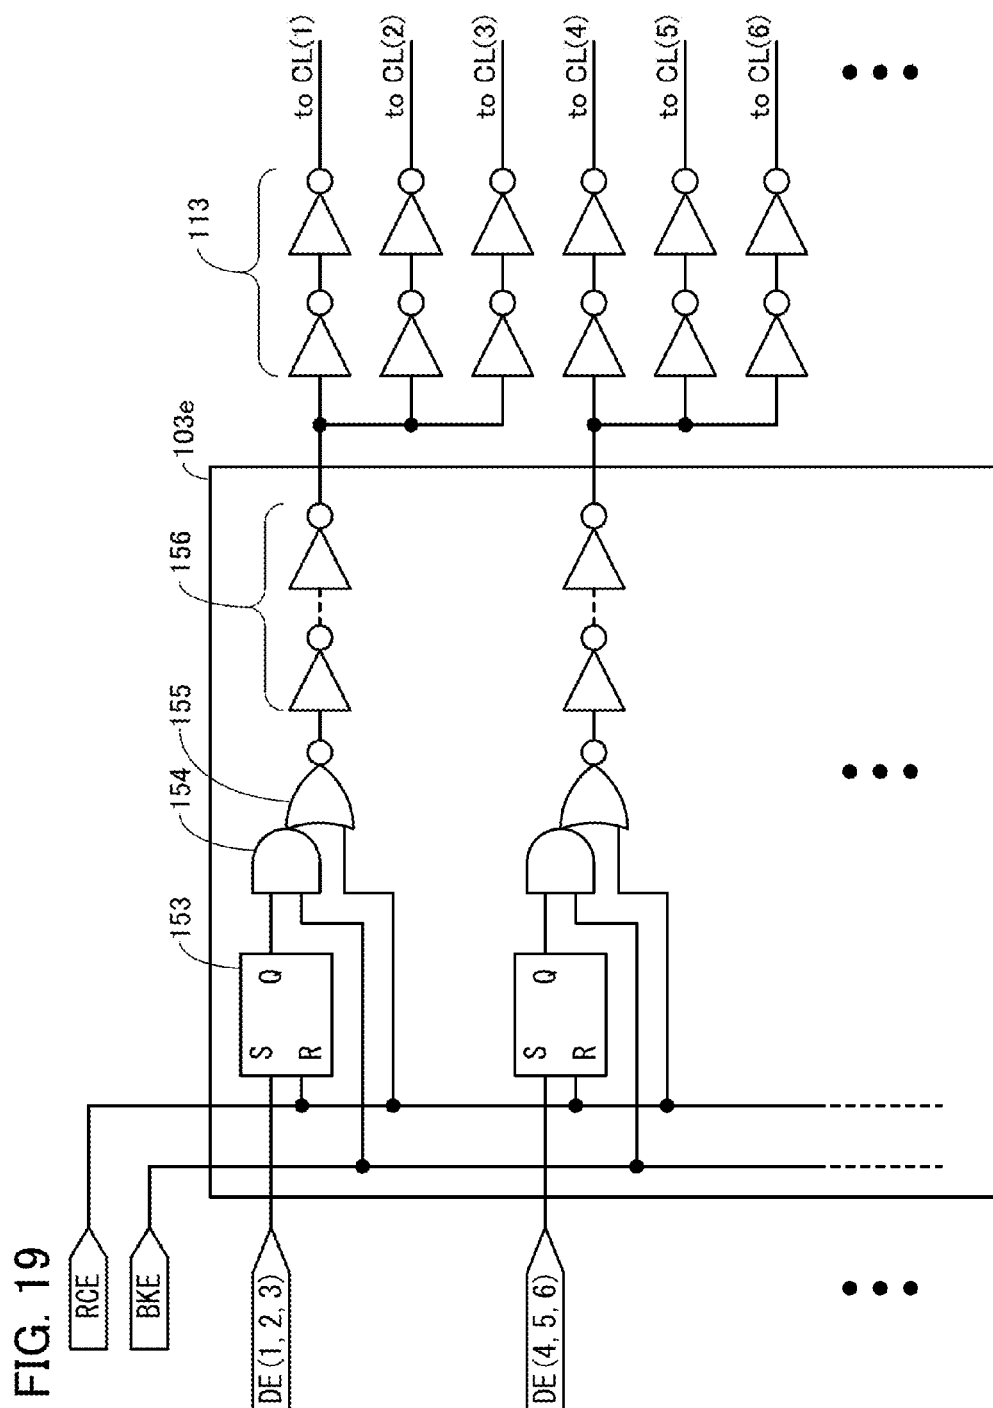 FIG. 19
RCE
BKE
DE(1, 2, 3)
DE(4, 5, 6)
S
R
Q
S
R
Q
153
154
155
156
103e
113
to CL(1)
to CL(2)
to CL(3)
to CL(4)
to CL(5)
to CL(6)